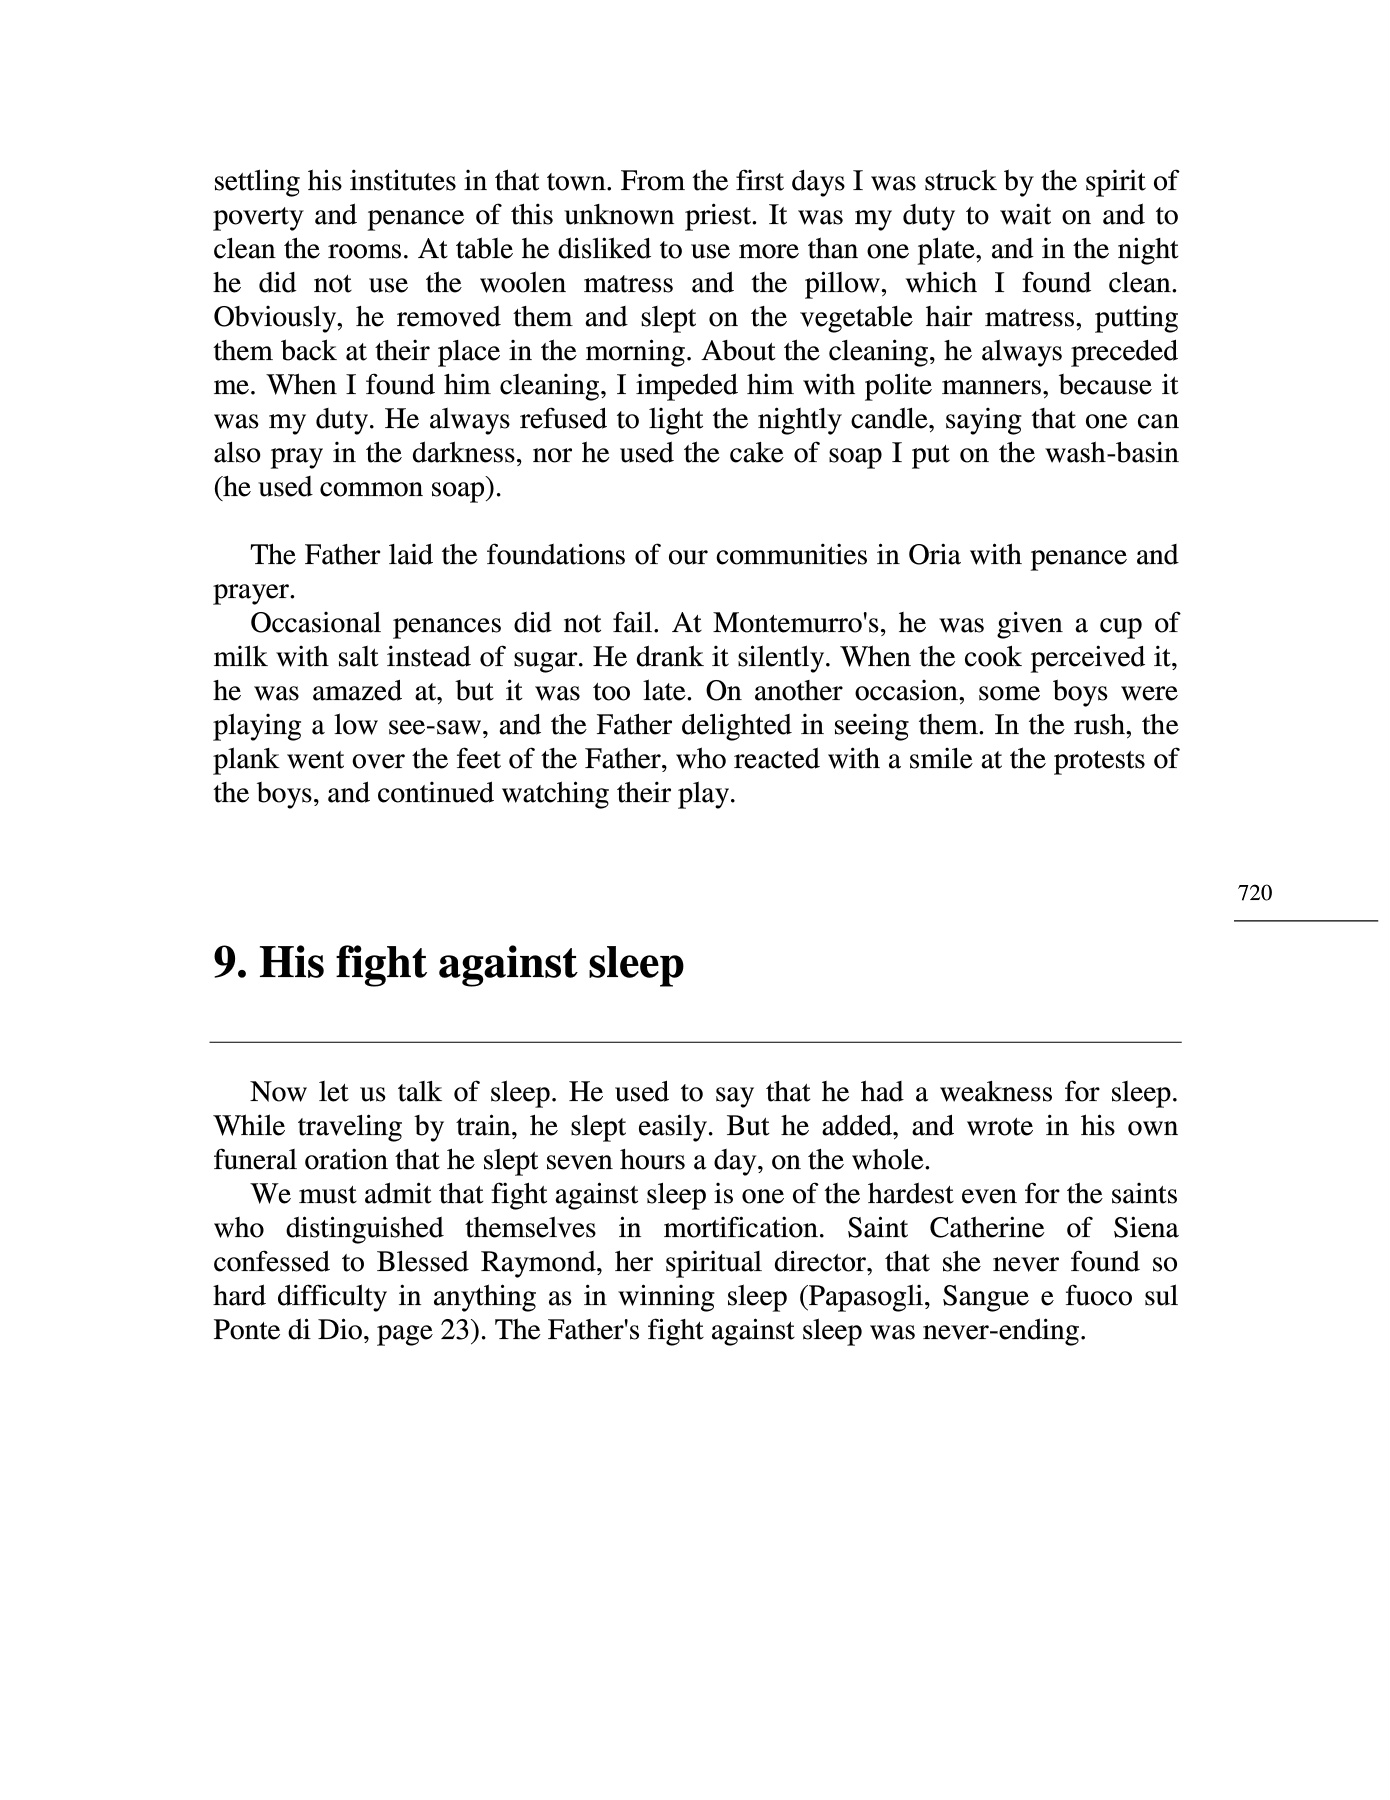 settling his institutes in that town. From the first days I was struck by the spirit of
poverty and penance of this unknown priest. It was my duty to wait on and to
clean the rooms. At table he disliked to use more than one plate, and in the night
he did not use the woolen matress and the pillow, which I found clean.
Obviously, he removed them and slept on the vegetable hair matress, putting
them back at their place in the morning. About the cleaning, he always preceded
me. When I found him cleaning, I impeded him with polite manners, because it
was my duty. He always refused to light the nightly candle, saying that one can
also pray in the darkness, nor he used the cake of soap I put on the wash-basin
(he used common soap).
The Father laid the foundations of our communities in Oria with penance and
prayer.
Occasional penances did not fail. At Montemurro's, he was given a cup of
milk with salt instead of sugar. He drank it silently. When the cook perceived it,
he was amazed at, but it was too late. On another occasion, some boys were
playing a low see-saw, and the Father delighted in seeing them. In the rush, the
plank went over the feet of the Father, who reacted with a smile at the protests of
the boys, and continued watching their play.
720
9. His fight against sleep
Now let us talk of sleep. He used to say that he had a weakness for sleep.
While traveling by train, he slept easily. But he added, and wrote in his own
funeral oration that he slept seven hours a day, on the whole.
We must admit that fight against sleep is one of the hardest even for the saints
who distinguished themselves in mortification. Saint Catherine of Siena
confessed to Blessed Raymond, her spiritual director, that she never found so
hard difficulty in anything as in winning sleep (Papasogli, Sangue e fuoco sul
Ponte di Dio, page 23). The Father's fight against sleep was never-ending.